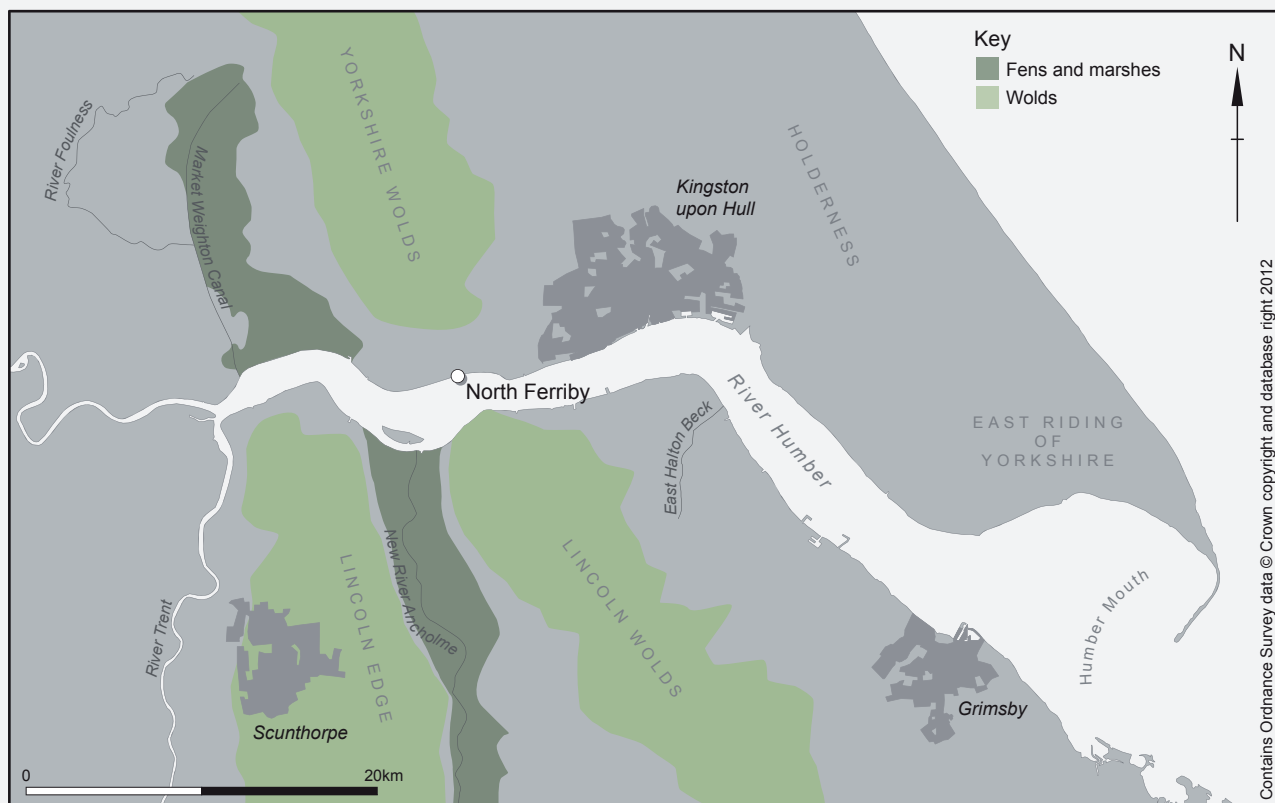 Key
Fens and marshes
Wolds
N
YORKSHIRE WOLDS
River Foulness
Market Weighton Canal
HOLDERNESS
Kingston
upon Hull
North Ferriby
River Humber
East Halton Beck
EAST RIDING
OF
YORKSHIRE
New River Ancholme
LINCOLN EDGE
LINCOLN WOLDS
River Trent
Humber Mouth
Scunthorpe
Grimsby
0
20km
Contains Ordnance Survey data © Crown copyright and database right 2012